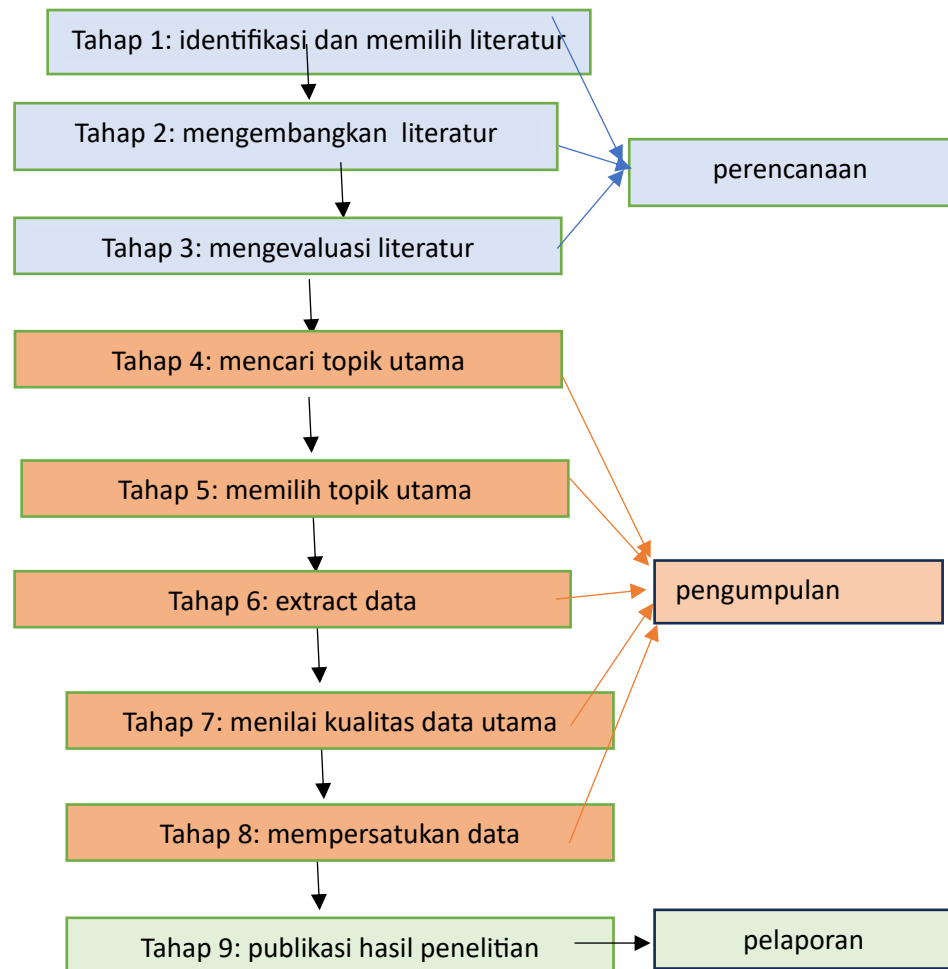 Tahap 1: identifikasi dan memilih literatur
Tahap 2: mengembangkan literatur
perencanaan
Tahap 3: mengevaluasi literatur
Tahap 4: mencari topik utama
Tahap 5: memilih topik utama
Tahap 6: extract data
pengumpulan
Tahap 7: menilai kualitas data utama
Tahap 8: mempersatukan data
Tahap 9: publikasi hasil penelitian
pelaporan